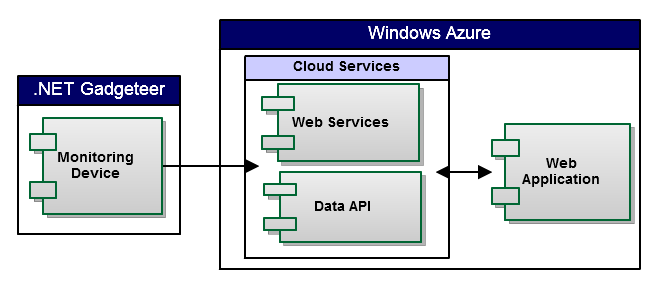 Windows Azure
Cloud Services
.NET Gadgeteer
Web Services
Monitoring
Device
Web
Application
Data API